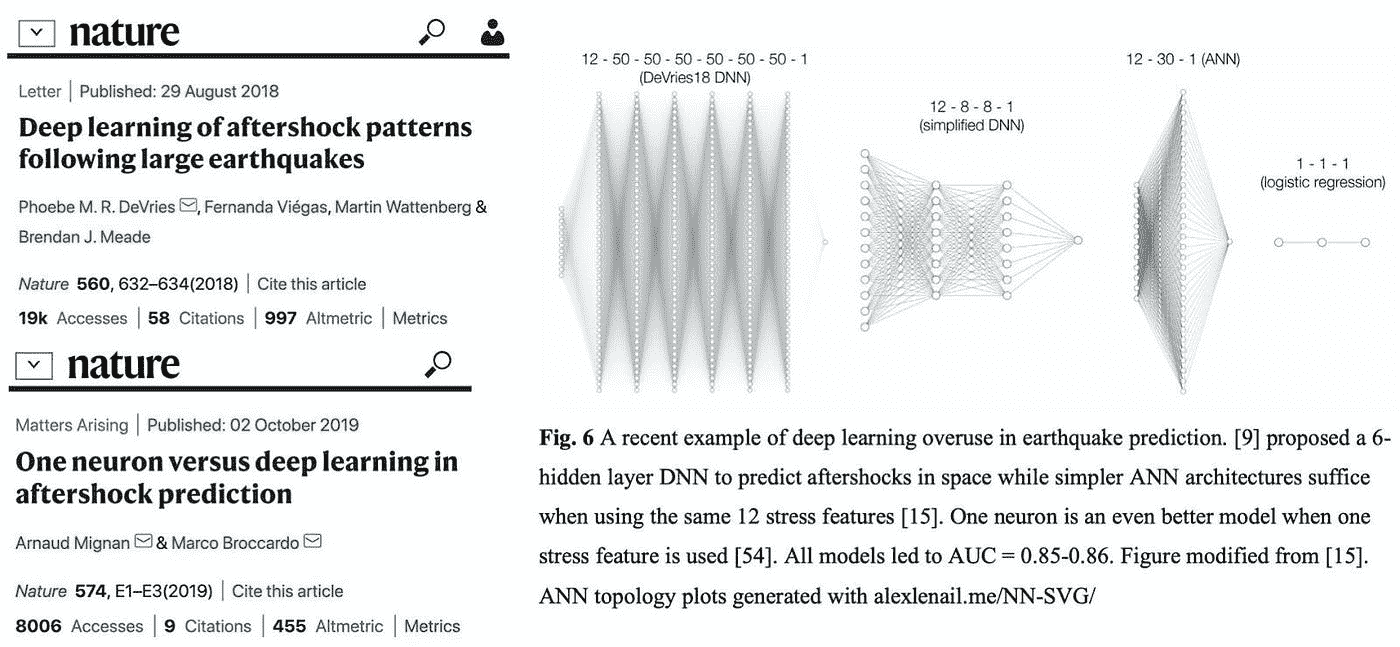 nature
Letter | Published: 29 August 2018
Deep learning of aftershock patterns
following large earthquakes
Phoebe M. R. DeVries, Fernanda Viégas, Martin Wattenberg &
Brendan J. Meade
Nature 560, 632–634(2018) | Cite this article
19k Accesses | 58 Citations | 997 Altmetric | Metrics
nature
Matters Arising | Published: 02 October 2019
One neuron versus deep learning in
aftershock prediction
Arnaud Mignan & Marco Broccardo
Nature 574, E1–E3(2019) | Cite this article
8006 Accesses | 9 Citations | 455 Altmetric | Metrics
12 - 50 - 50 - 50 - 50 - 50 - 50 - 1
(DeVries18 DNN)
12 - 8 - 8 - 1
(simplified DNN)
12 - 30 - 1 (ANN)
1 - 1 - 1
(logistic regression)
Fig. 6 A recent example of deep learning overuse in earthquake prediction. [9] proposed a 6-
hidden layer DNN to predict aftershocks in space while simpler ANN architectures suffice
when using the same 12 stress features [15]. One neuron is an even better model when one
stress feature is used [54]. All models led to AUC = 0.85-0.86. Figure modified from [15].
ANN topology plots generated with alexlenail.me/NN-SVG/